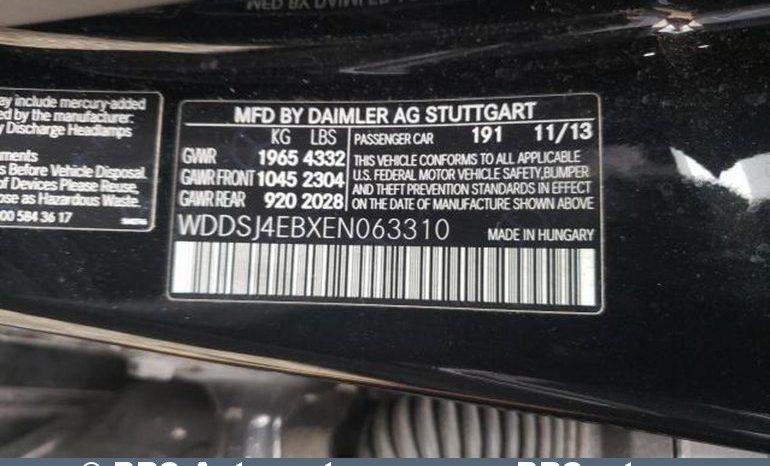 ay include mercury-added
ed by the manufacturer:
y Discharge Headlamps
ments
s Before Vehicle Disposal.
of Devices Please Reuse,
ose as Hazardous Waste.
00 584 36 17
MFD BY DAIMLER AG STUTTGART
KG LBS PASSENGER CAR 191 11/13
GVWR 1965 4332
GAWR FRONT 1045 2304
GAWR REAR 920 2028
THIS VEHICLE CONFORMS TO ALL APPLICABLE
U.S. FEDERAL MOTOR VEHICLE SAFETY,BUMPER
AND THEFT PREVENTION STANDARDS IN EFFECT
ON THE DATE OF MANUFACTURE SHOWN ABOVE
WDDSJ4EBXEN063310 MADE IN HUNGARY